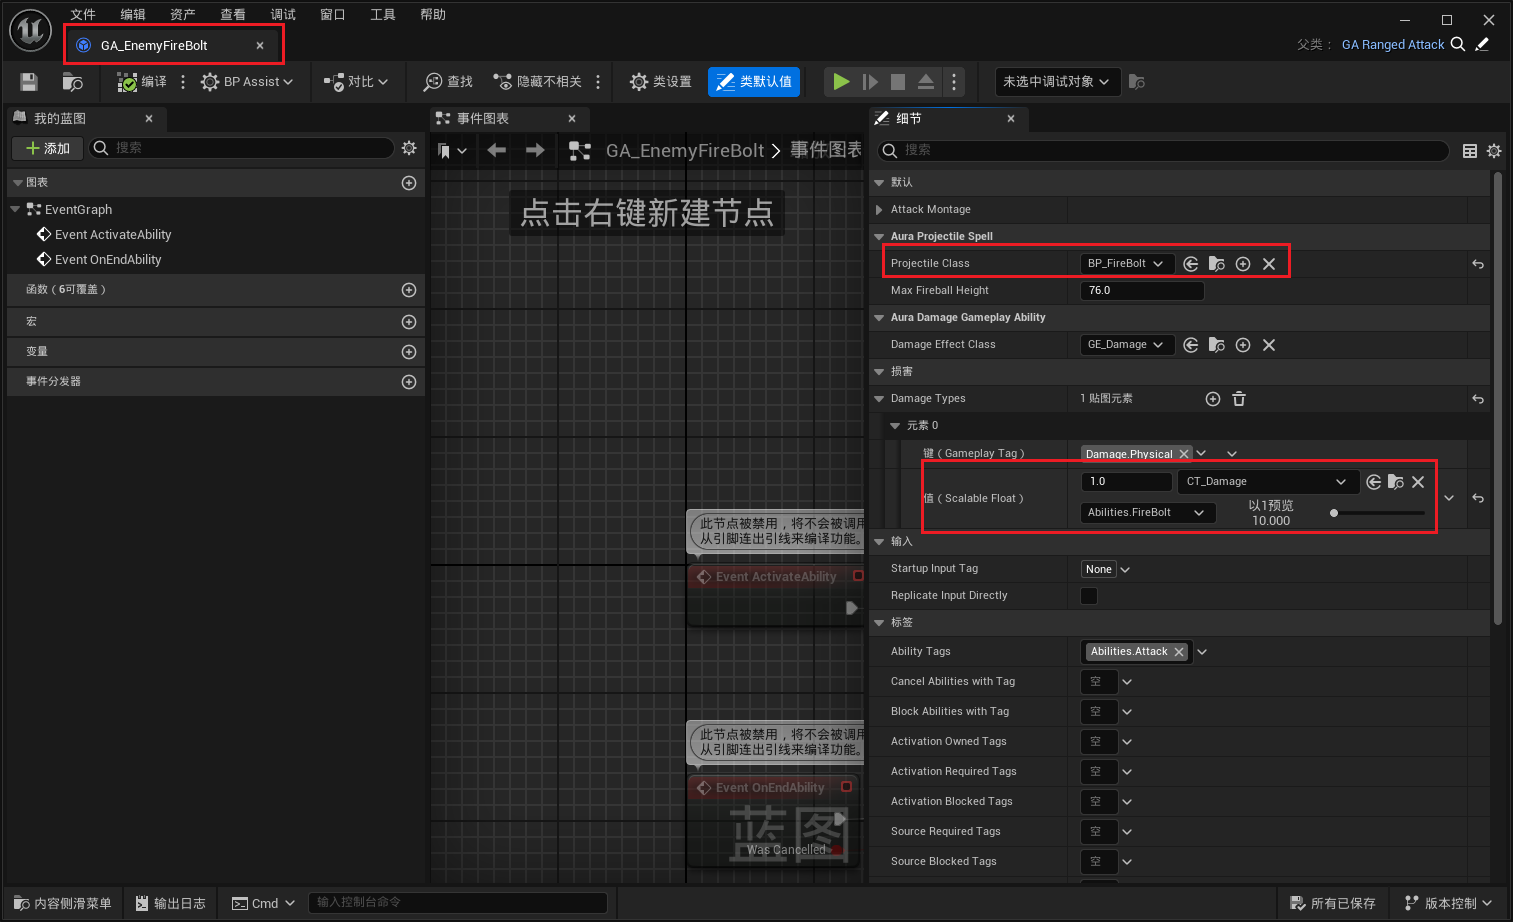 文件 编辑 资产 查看 调试 窗口 工具 帮助
GA_EnemyFireBolt
父类： GA Ranged Attack
编译 BP Assist 对比 查找 隐藏不相关 类设置 类默认值 未选中调试对象
我的蓝图
添加 搜索
图表
EventGraph
Event ActivateAbility
Event OnEndAbility
函数（6可覆盖）
宏
变量
事件分发器
事件图表
GA_EnemyFireBolt 事件图表
点击右键新建节点
此节点被禁用，将不会被调用
从引脚连出引线来编译功能。
Event ActivateAbility
此节点被禁用，将不会被调用
从引脚连出引线来编译功能。
Event OnEndAbility
Was Cancelled
蓝图
细节
搜索
默认
Attack Montage
Aura Projectile Spell
Projectile Class BP_FireBolt
Max Fireball Height 76.0
Aura Damage Gameplay Ability
Damage Effect Class GE_Damage
损害
Damage Types 1 贴图元素
元素 0
键（Gameplay Tag） Damage.Physical
值（Scalable Float） 1.0 CT_Damage
Abilities.FireBolt 以1预览
10.000
输入
Startup Input Tag None
Replicate Input Directly
标签
Ability Tags Abilities.Attack
Cancel Abilities with Tag 空
Block Abilities with Tag 空
Activation Owned Tags 空
Activation Required Tags 空
Activation Blocked Tags 空
Source Required Tags 空
Source Blocked Tags 空
内容侧滑菜单 输出日志 Cmd 输入控制台命令 所有已保存 版本控制